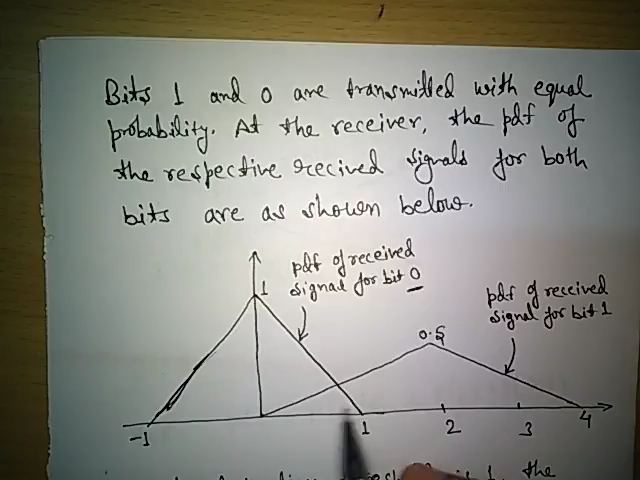 Bits 1 and 0 are transmitted with equal
probability. At the receiver, the pdf of
the respective recived signals for both
bits are as shown below.
pdf of received
signal for bit 0
1
pdf of received
signal for bit 1
0.5
-1 1 2 3 4
the